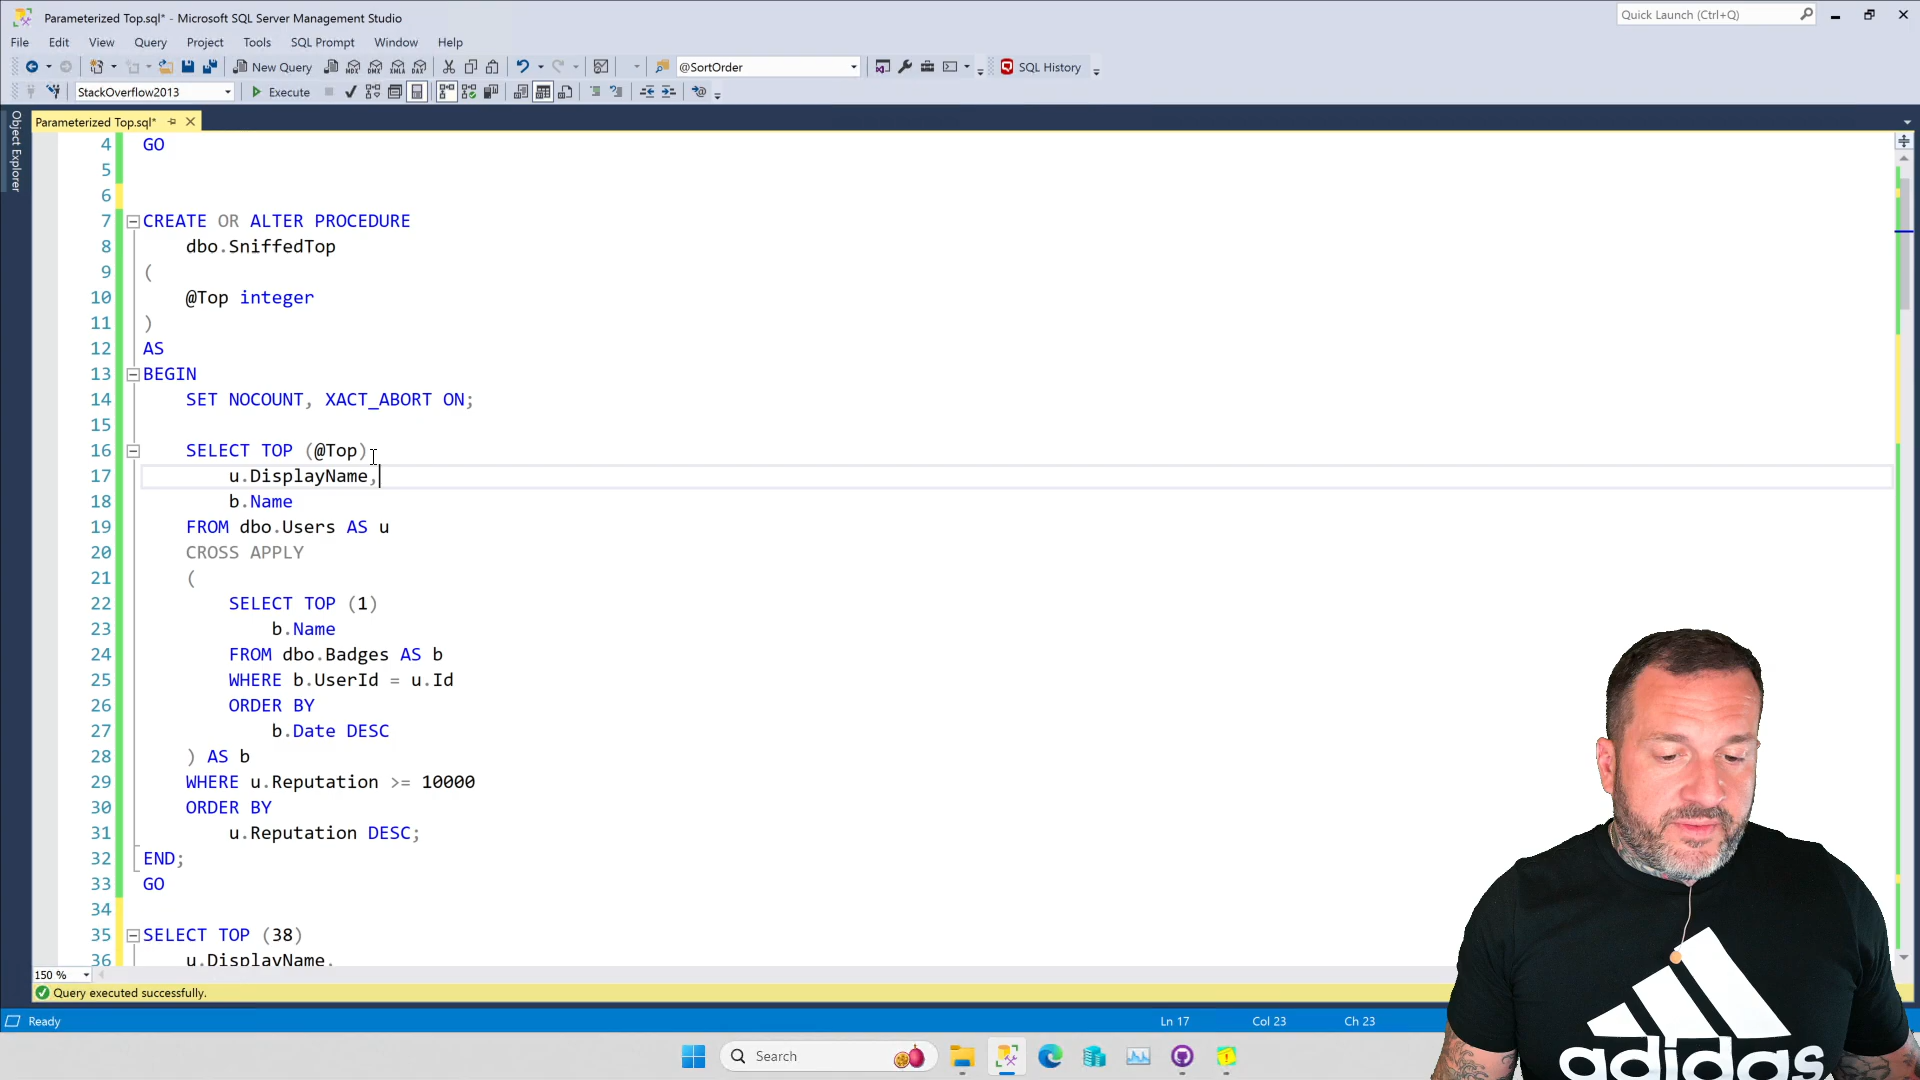 Parameterized Top.sql* - Microsoft SQL Server Management Studio
Quick Launch (Ctrl+Q)
File Edit View Query Project Tools SQL Prompt Window Help
New Query @SortOrder SQL History
StackOverflow2013 Execute
Object Explorer
Parameterized Top.sql*
4 GO
5
6
7 CREATE OR ALTER PROCEDURE
8 dbo.SniffedTop
9 (
10 @Top integer
11 )
12 AS
13 BEGIN
14 SET NOCOUNT, XACT_ABORT ON;
15
16 SELECT TOP (@Top)
17 u.DisplayName,
18 b.Name
19 FROM dbo.Users AS u
20 CROSS APPLY
21 (
22 SELECT TOP (1)
23 b.Name
24 FROM dbo.Badges AS b
25 WHERE b.UserId = u.Id
26 ORDER BY
27 b.Date DESC
28 ) AS b
29 WHERE u.Reputation >= 10000
30 ORDER BY
31 u.Reputation DESC;
32 END;
33 GO
34
35 SELECT TOP (38)
36 u.DisplayName,
150 %
Query executed successfully.
Ready Ln 17 Col 23 Ch 23
Search
adidas